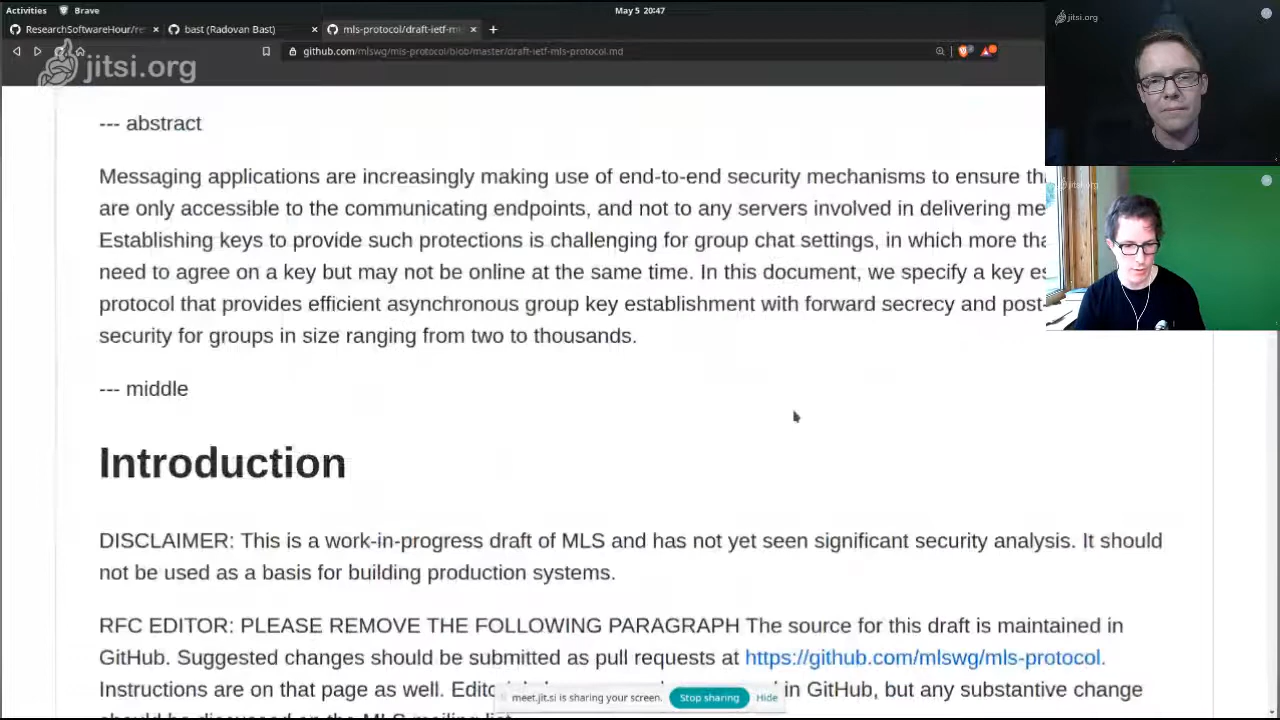 Activities Brave May 5 20:47
ResearchSoftwareHour/re × bast (Radovan Bast) × mls-protocol/draft-ietf-m × +
github.com/mlswg/mls-protocol/blob/master/draft-ietf-mls-protocol.md
jitsi.org
jitsi.org
jitsi.org
--- abstract
Messaging applications are increasingly making use of end-to-end security mechanisms to ensure
are only accessible to the communicating endpoints, and not to any servers involved in delivering
Establishing keys to provide such protections is challenging for group chat settings, in which more
need to agree on a key but may not be online at the same time. In this document, we specify a key
protocol that provides efficient asynchronous group key establishment with forward secrecy and post
security for groups in size ranging from two to thousands.
--- middle
Introduction
DISCLAIMER: This is a work-in-progress draft of MLS and has not yet seen significant security analysis. It should
not be used as a basis for building production systems.
RFC EDITOR: PLEASE REMOVE THE FOLLOWING PARAGRAPH The source for this draft is maintained in
GitHub. Suggested changes should be submitted as pull requests at https://github.com/mlswg/mls-protocol.
Instructions are on that page as well. in GitHub, but any substantive change
meet.jit.si is sharing your screen. Stop sharing Hide